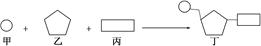 甲 + 乙 + 丙 丁